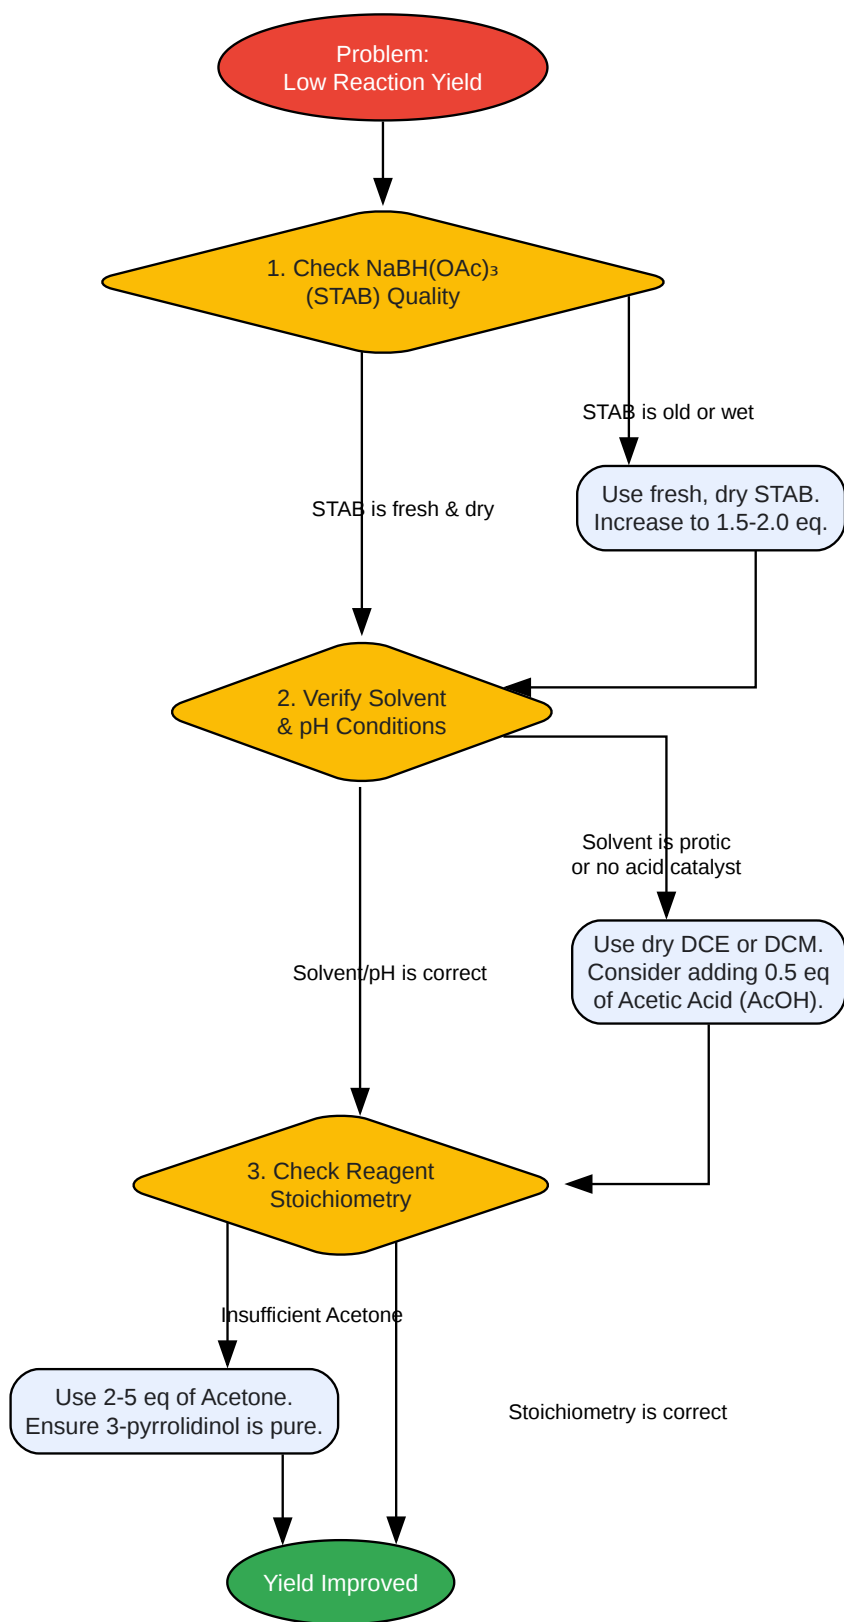 Problem:
Low Reaction Yield
1. Check NaBH(OAc)₃
(STAB) Quality
STAB is old or wet
Use fresh, dry STAB.
Increase to 1.5-2.0 eq.
STAB is fresh & dry
2. Verify Solvent
& pH Conditions
Solvent is protic
or no acid catalyst
Use dry DCE or DCM.
Consider adding 0.5 eq
of Acetic Acid (AcOH).
Solvent/pH is correct
3. Check Reagent
Stoichiometry
Insufficient Acetone
Use 2-5 eq of Acetone.
Ensure 3-pyrrolidinol is pure.
Stoichiometry is correct
Yield Improved